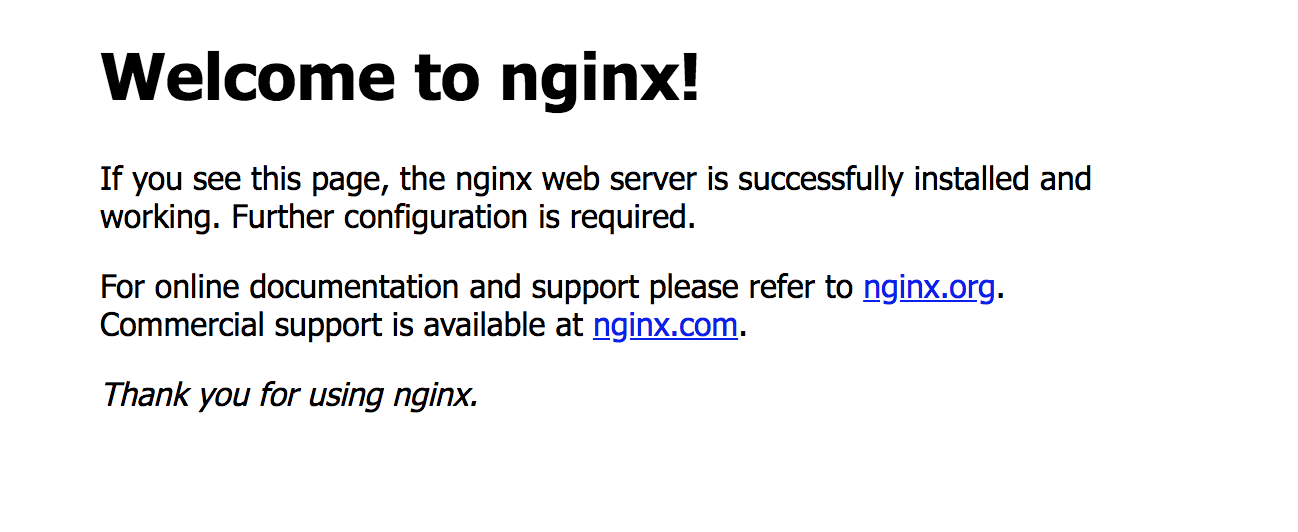 Welcome to nginx!
If you see this page, the nginx web server is successfully installed and
working. Further configuration is required.
For online documentation and support please refer to nginx.org.
Commercial support is available at nginx.com.
Thank you for using nginx.